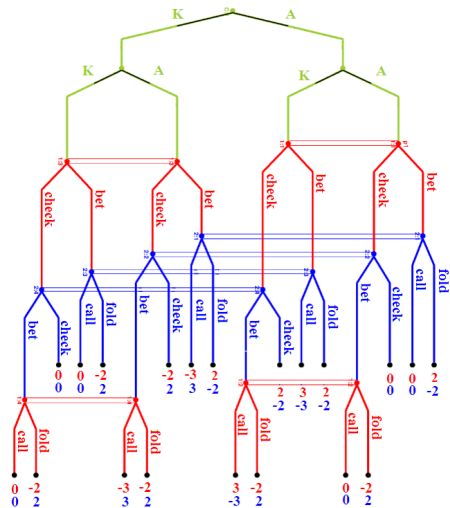 K A
K A K A
check bet check bet check bet check bet
call fold call fold call fold call fold
bet check bet check bet check bet check
0 0 -2 -2 -3 2 2 3 2 0 0 2
0 0 2 2 3 -2 -2 -3 -2 0 0 -2
call fold call fold call fold call fold
0 -2 -3 -2 3 -2 0 -2
0 2 3 2 -3 2 0 2